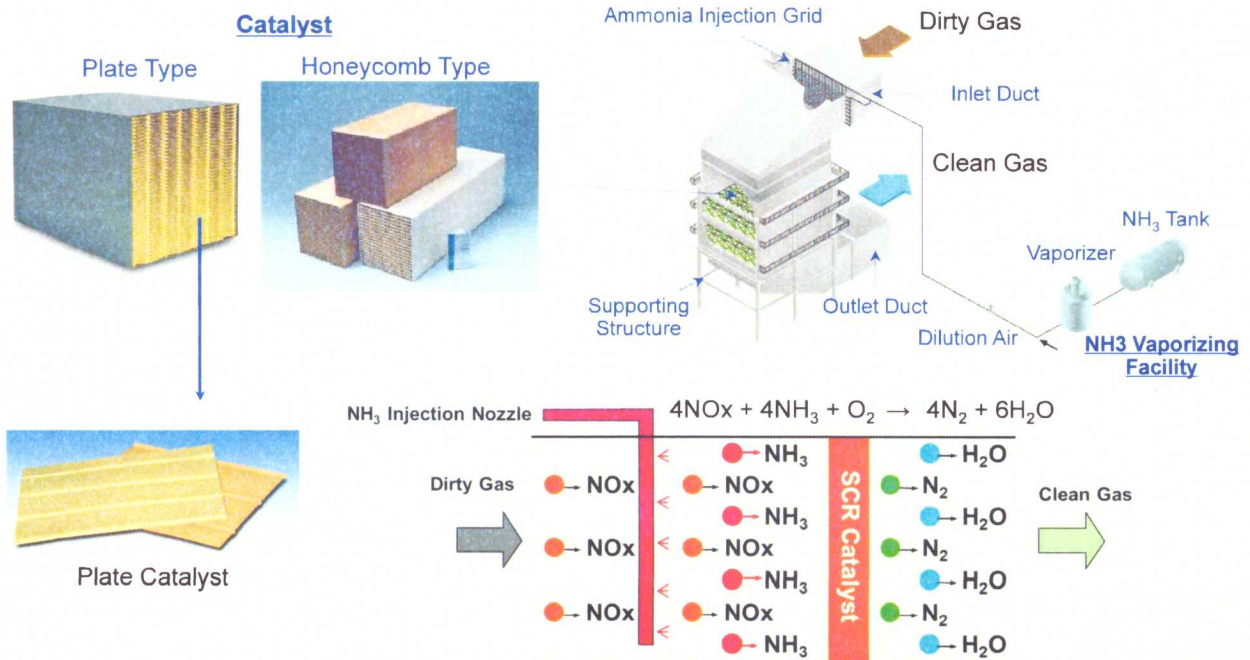 Catalyst
Plate Type
Honeycomb Type
Plate Catalyst
Ammonia Injection Grid
Dirty Gas
Inlet Duct
Clean Gas
NH₃ Tank
Vaporizer
Supporting
Structure
Outlet Duct
Dilution Air
NH3 Vaporizing
Facility
NH₃ Injection Nozzle
4NOx + 4NH₃ + O₂ → 4N₂ + 6H₂O
Dirty Gas
NOx
NOx
NOx
NH₃
NOx
NH₃
NOx
NH₃
NOx
NH₃
SCR Catalyst
H₂O
N₂
H₂O
N₂
H₂O
N₂
H₂O
Clean Gas